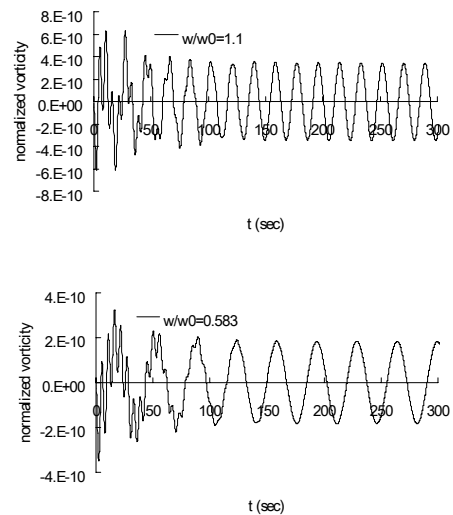 8.E-10
6.E-10
4.E-10
2.E-10
0.E+00
-2.E-10
-4.E-10
-6.E-10
-8.E-10
normalized vorticity
w/w0=1.1
0 50 100 150 200 250 300
t (sec)
4.E-10
2.E-10
0.E+00
-2.E-10
-4.E-10
normalized vorticity
w/w0=0.583
0 50 100 150 200 250 300
t (sec)